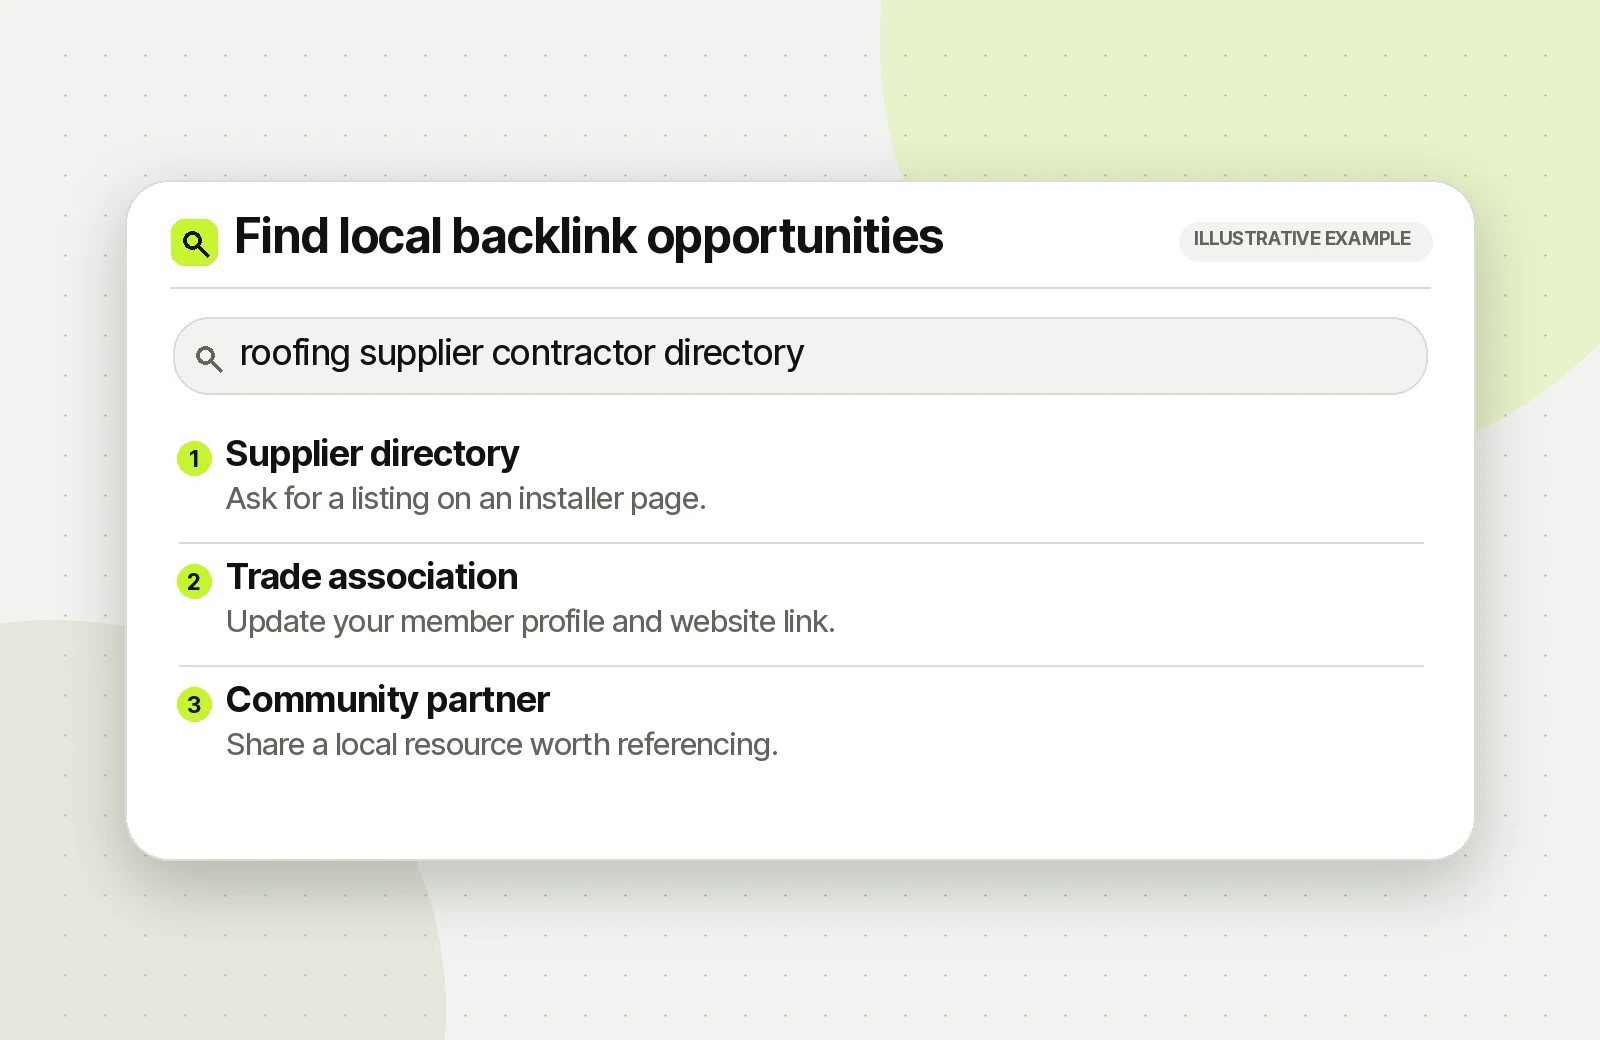 Find local backlink opportunities
ILLUSTRATIVE EXAMPLE
roofing supplier contractor directory
1 Supplier directory
Ask for a listing on an installer page.
2 Trade association
Update your member profile and website link.
3 Community partner
Share a local resource worth referencing.